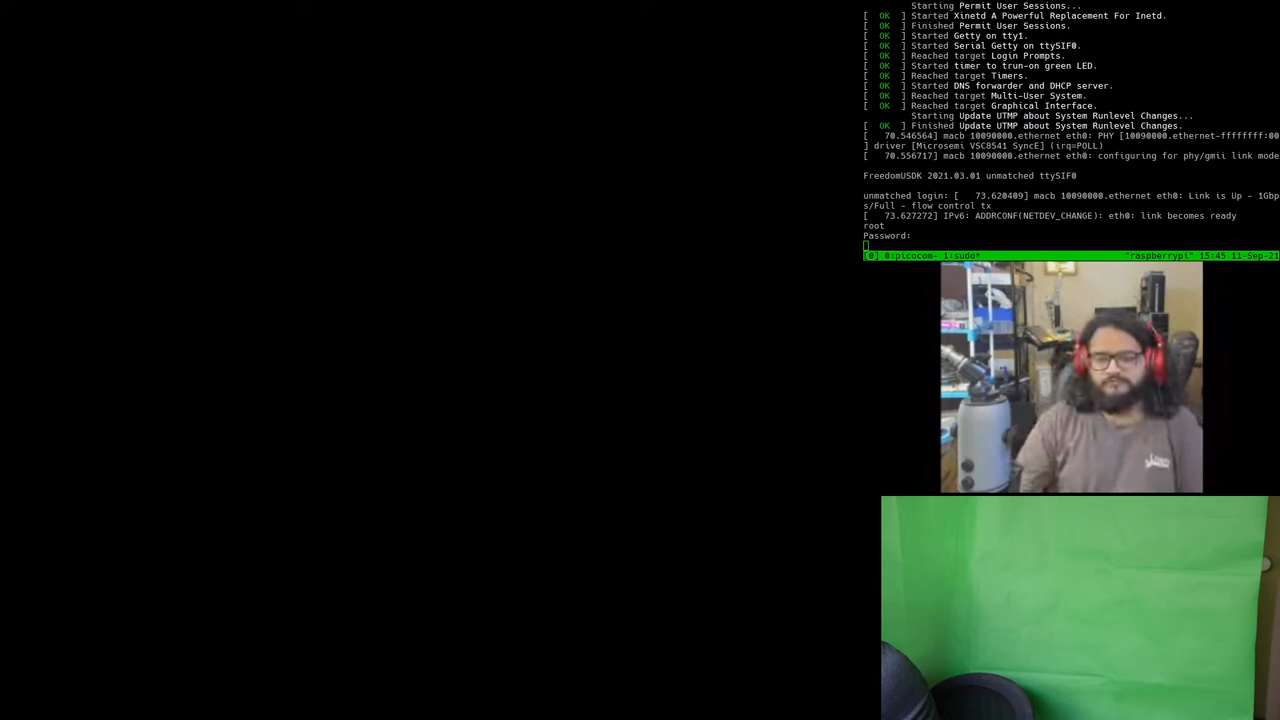 Starting Permit User Sessions...
[  OK  ] Started Xinetd A Powerful Replacement For Inetd.
[  OK  ] Finished Permit User Sessions.
[  OK  ] Started Getty on tty1.
[  OK  ] Started Serial Getty on ttySIF0.
[  OK  ] Reached target Login Prompts.
[  OK  ] Started timer to trun-on green LED.
[  OK  ] Reached target Timers.
[  OK  ] Started DNS forwarder and DHCP server.
[  OK  ] Reached target Multi-User System.
[  OK  ] Reached target Graphical Interface.
Starting Update UTMP about System Runlevel Changes...
[  OK  ] Finished Update UTMP about System Runlevel Changes.
[   70.546564] macb 10090000.ethernet eth0: PHY [10090000.ethernet-ffffffff:00
] driver [Microsemi VSC8541 SyncE] (irq=POLL)
[   70.556717] macb 10090000.ethernet eth0: configuring for phy/gmii link mode
FreedomUSDK 2021.03.01 unmatched ttySIF0
unmatched login: [   73.620409] macb 10090000.ethernet eth0: Link is Up - 1Gbp
s/Full - flow control tx
[   73.627272] IPv6: ADDRCONF(NETDEV_CHANGE): eth0: link becomes ready
root
Password:
[0] 0:picocom- 1:sudo* "raspberrypi" 15:45 11-Sep-21